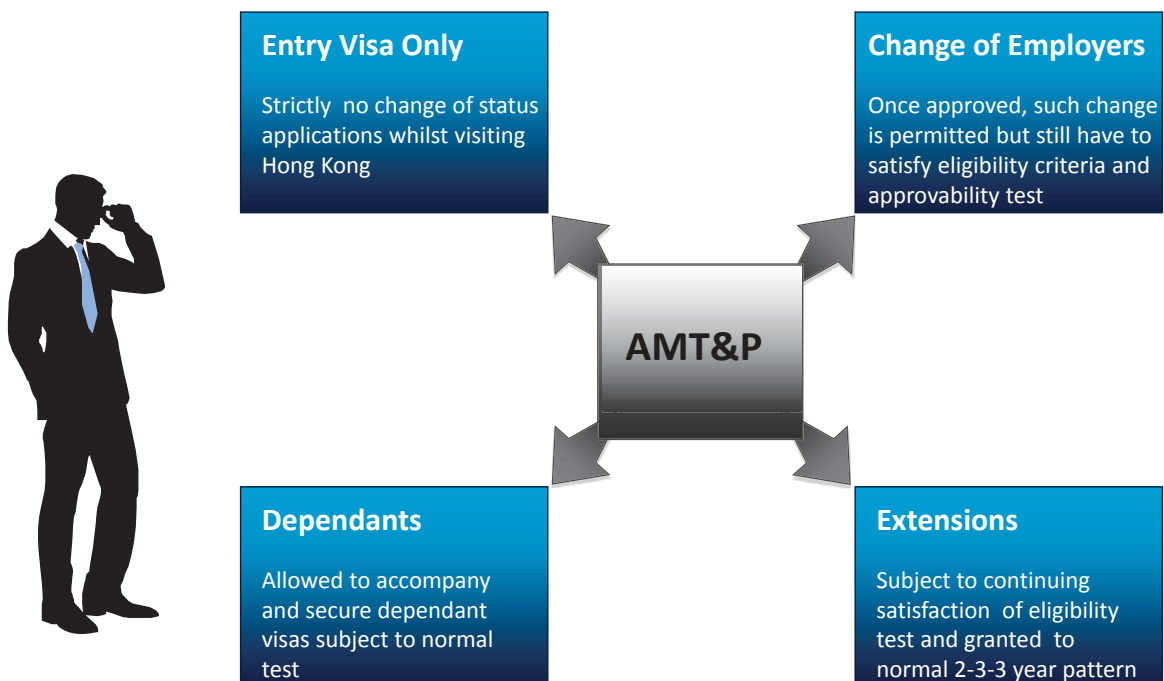 Entry Visa Only
Strictly  no change of status
applications whilst visiting
Hong Kong
Change of Employers
Once approved, such change
is permitted but still have to
satisfy eligibility criteria and
approvability test
AMT&P
Dependants
Allowed to accompany
and secure dependant
visas subject to normal
test
Extensions
Subject to continuing
satisfaction  of eligibility
test and granted  to
normal 2-3-3 year pattern